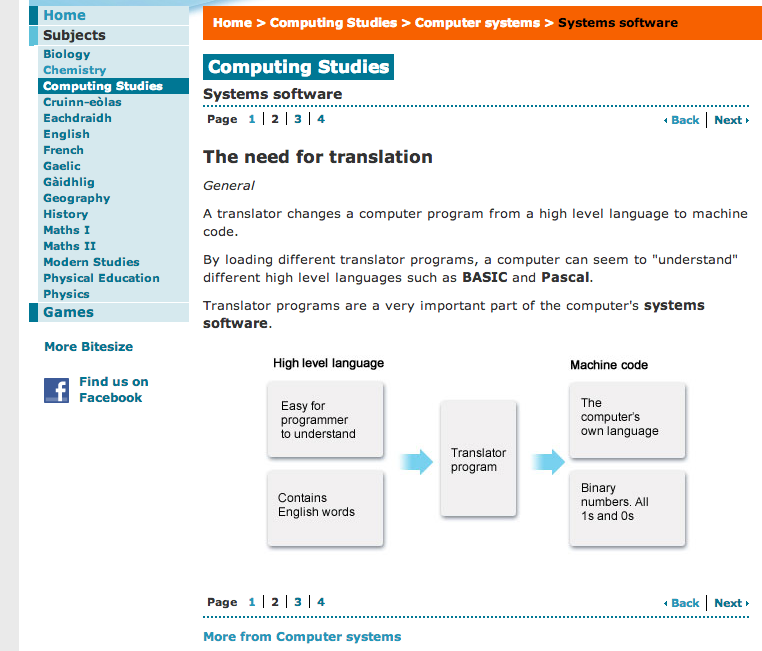 Home
Subjects
Biology
Chemistry
Computing Studies
Cruinn-eòlas
Eachdraidh
English
French
Gaelic
Gàidhlig
Geography
History
Maths I
Maths II
Modern Studies
Physical Education
Physics
Games
More Bitesize
Find us on
Facebook
Home > Computing Studies > Computer systems > Systems software
Computing Studies
Systems software
Page 1 | 2 | 3 | 4
Back | Next
The need for translation
General
A translator changes a computer program from a high level language to machine
code.
By loading different translator programs, a computer can seem to "understand"
different high level languages such as BASIC and Pascal.
Translator programs are a very important part of the computer's systems
software.
High level language
Easy for
programmer
to understand
Contains
English words
Translator
program
Machine code
The
computer's
own language
Binary
numbers. All
1s and 0s
Page 1 | 2 | 3 | 4
Back | Next
More from Computer systems